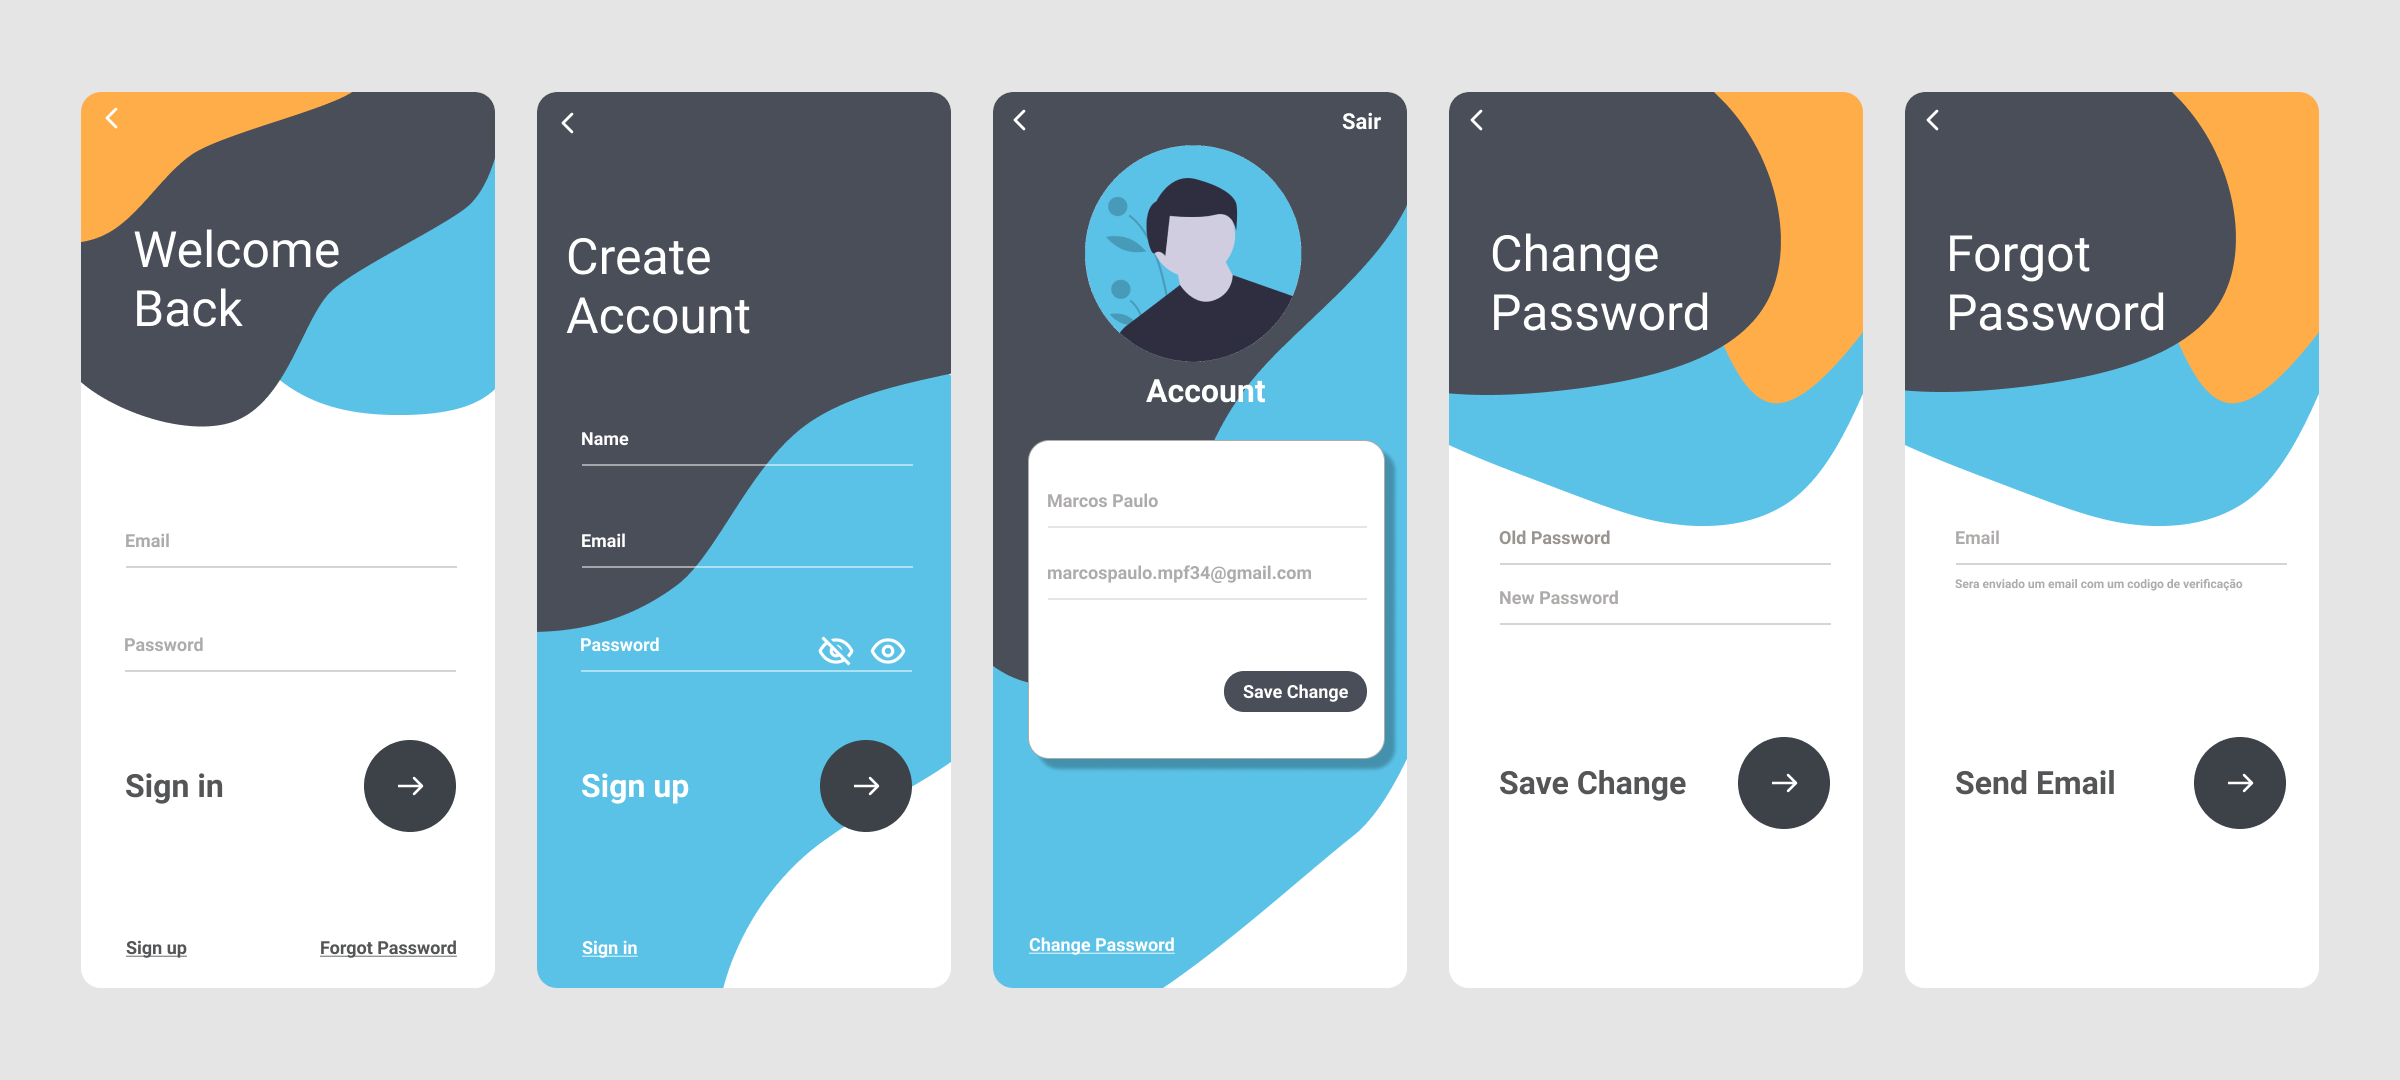 Welcome
Back
Email
Password
Sign in
Sign up
Forgot Password
Create
Account
Name
Email
Password
Sign up
Sign in
Sair
Account
Marcos Paulo
marcospaulo.mpf34@gmail.com
Save Change
Change Password
Change
Password
Old Password
New Password
Save Change
Forgot
Password
Email
Sera enviado um email com um codigo de verificação
Send Email